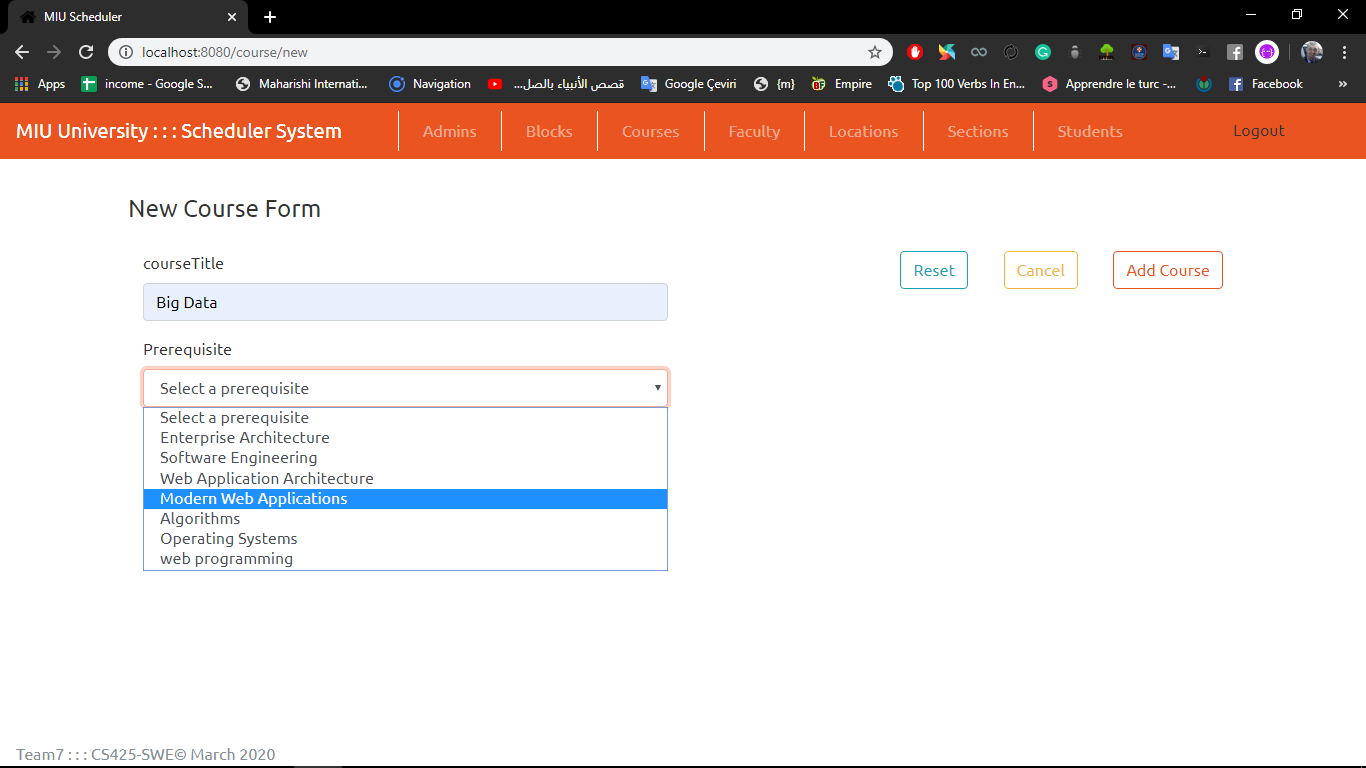 MIU Scheduler
localhost:8080/course/new
Apps income - Google S... Maharishi Internati... Navigation قصص الأنبياء بالصل... Google Çeviri {m} Empire Top 100 Verbs In En... Apprendre le turc -... Facebook »
MIU University : : : Scheduler System Admins Blocks Courses Faculty Locations Sections Students Logout
New Course Form
courseTitle
Reset Cancel Add Course
Big Data
Prerequisite
Select a prerequisite
Select a prerequisite
Enterprise Architecture
Software Engineering
Web Application Architecture
Modern Web Applications
Algorithms
Operating Systems
web programming
Team7 : : : CS425-SWE© March 2020